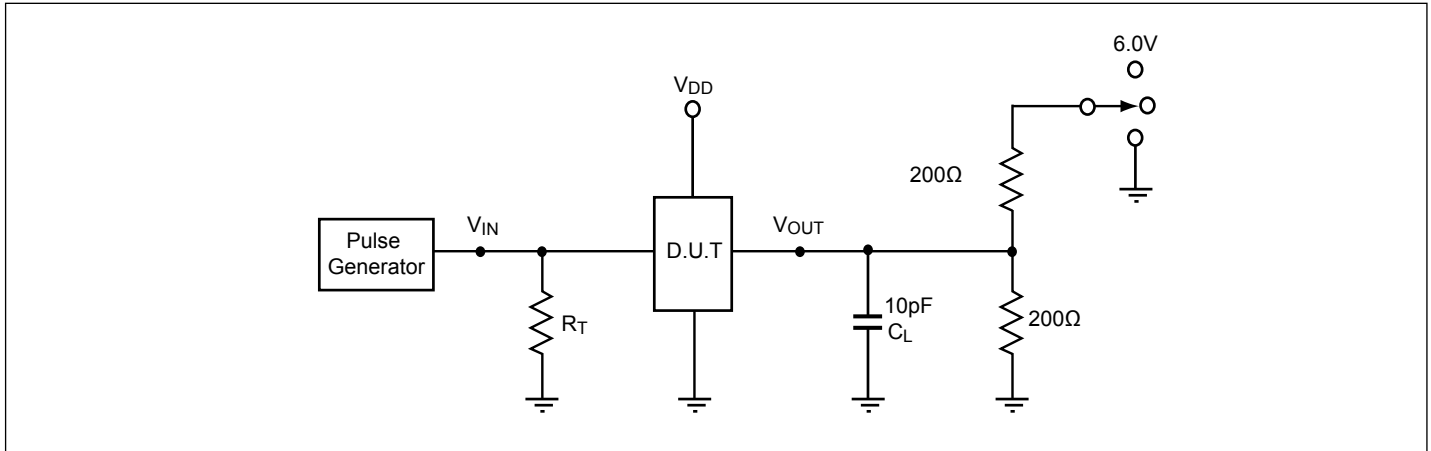 6.0V
VDD
200Ω
VIN
VOUT
Pulse
Generator
D.U.T
RT
10pF
CL
200Ω